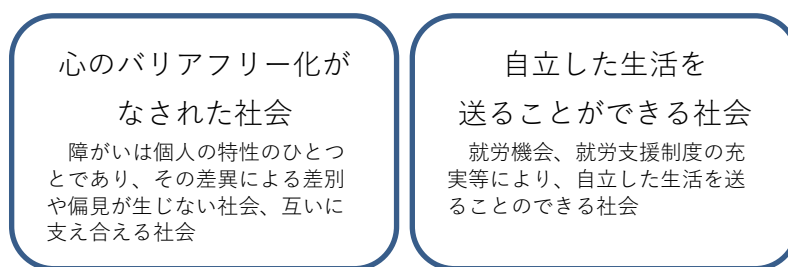 心のバリアフリー化が
なされた社会
障がいは個人の特性のひとつ
とであり、その差異による差別
や偏見が生じない社会、互いに
支え合える社会
自立した生活を
送ることができる社会
就労機会、就労支援制度の充
実等により、自立した生活を送
ることのできる社会